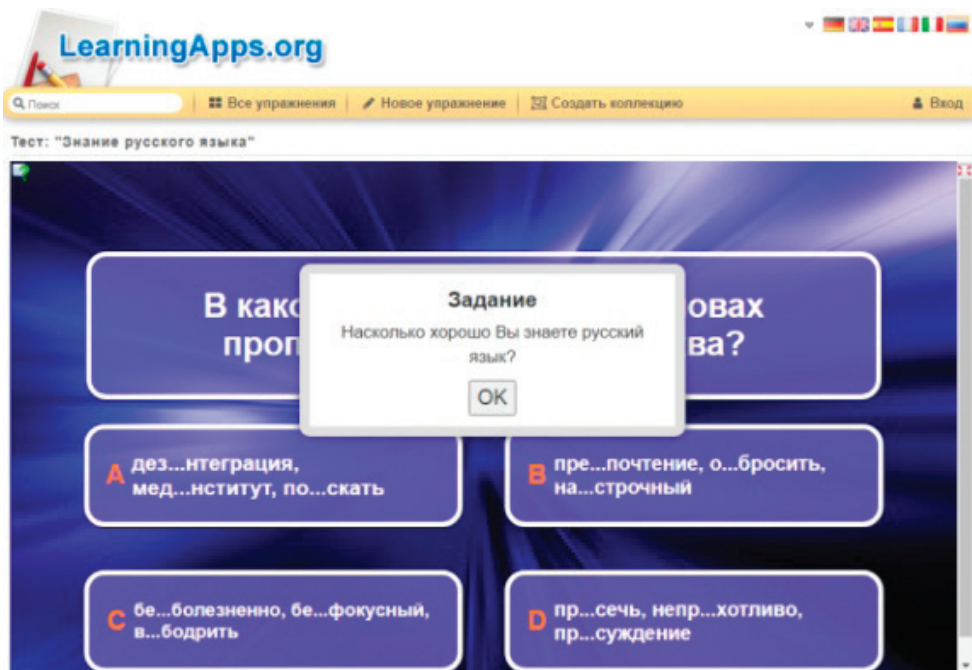 LearningApps.org
Поиск Все упражнения Новое упражнение Создать коллекцию Вход
Тест: "Знание русского языка"
В како овах
проп ва?
Задание
Насколько хорошо Вы знаете русский
язык?
OK
A дез...нтеграция,
мед...нститут, по...скать
B пре...почтение, о...бросить,
на...строчный
C бе...болезненно, бе...фокусный,
в...бодрить
D пр...сечь, непр...хотливо,
пр...суждение